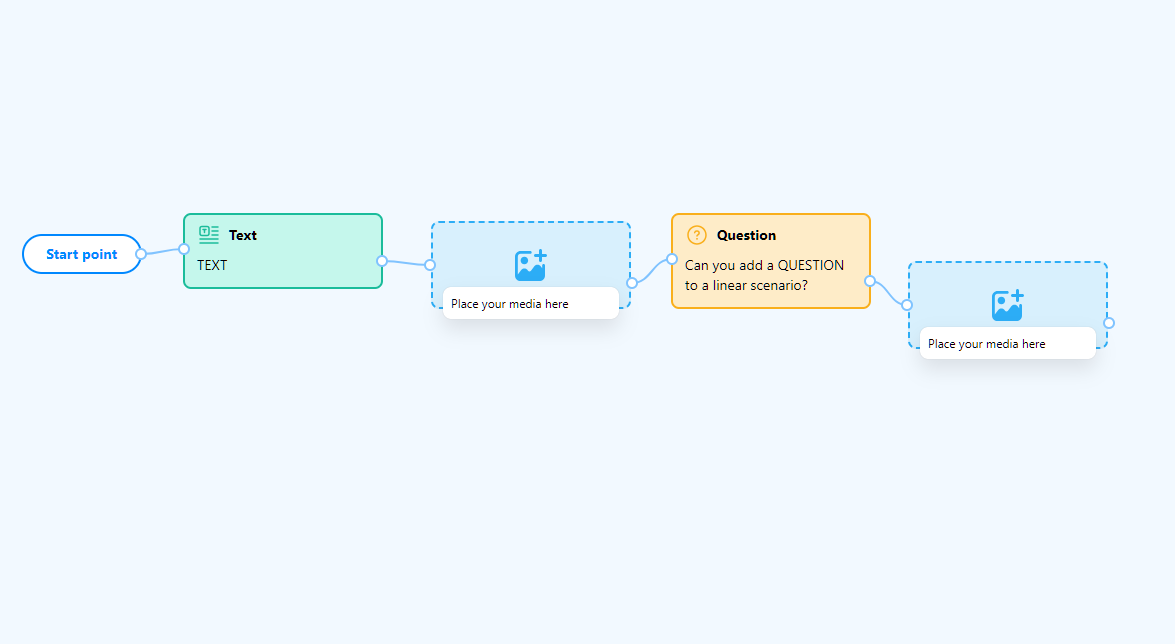 Start point
Text
TEXT
Place your media here
Question
Can you add a QUESTION
to a linear scenario?
Place your media here